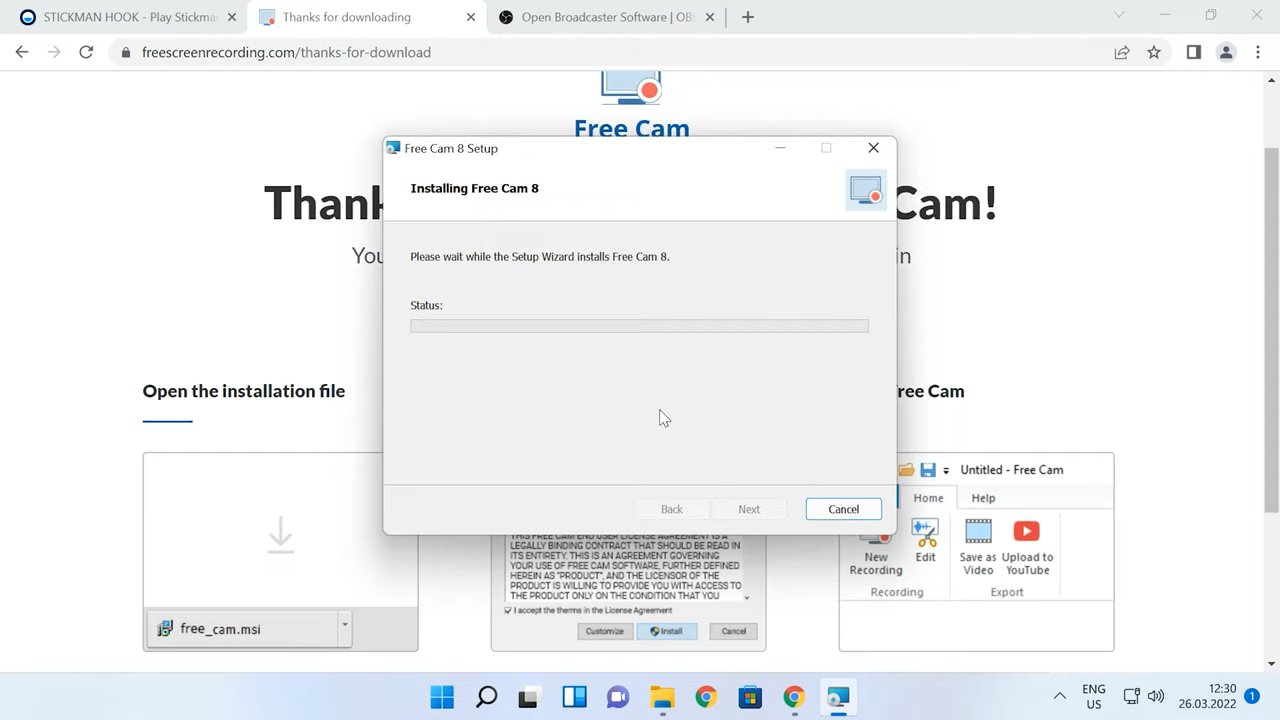 STICKMAN HOOK - Play Stickma
Thanks for downloading
Open Broadcaster Software | OBS
freescreenrecording.com/thanks-for-download
Free Cam
Thank
Cam!
You
in
Free Cam 8 Setup
Installing Free Cam 8
Please wait while the Setup Wizard installs Free Cam 8.
Status:
Back
Next
Cancel
Open the installation file
ree Cam
free_cam.msi
THIS FREE CAM END USER LICENSE AGREEMENT IS A
LEGALLY BINDING CONTRACT THAT SHOULD BE READ IN
ITS ENTIRETY. THIS IS AN AGREEMENT GOVERNING
YOUR USE OF FREE CAM SOFTWARE, FURTHER DEFINED
HEREIN AS "PRODUCT", AND THE LICENSOR OF THE
PRODUCT IS WILLING TO PROVIDE YOU WITH ACCESS TO
THE PRODUCT ONLY ON THE CONDITION THAT YOU
I accept the therms in the License Agreement
Customize
Install
Cancel
Untitled - Free Cam
Home
Help
New
Recording
Edit
Save as
Video
Upload to
YouTube
Recording
Export
ENG
US
12:30
26.03.2022
1